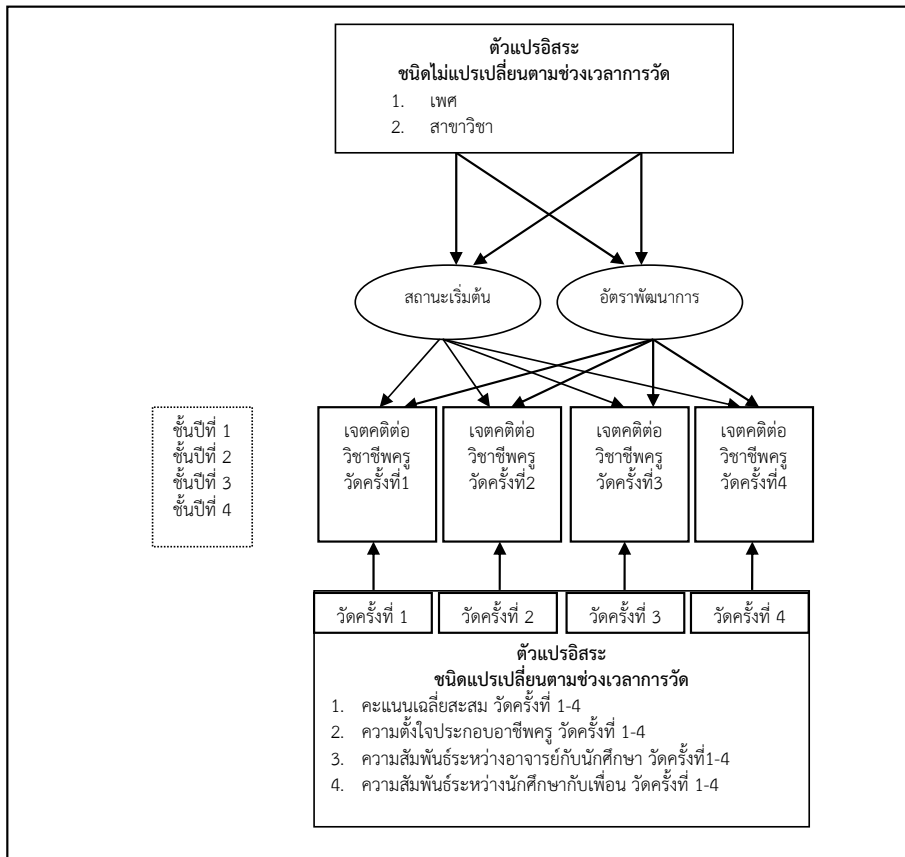 ตัวแปรอิสระ
ชนิดไม่แปรเปลี่ยนตามช่วงเวลาการวัด
1. เพศ
2. สาขาวิชา
สถานะเริ่มต้น
อัตราพัฒนาการ
ชั้นปีที่ 1
ชั้นปีที่ 2
ชั้นปีที่ 3
ชั้นปีที่ 4
เจตคติต่อ
วิชาชีพครู
วัดครั้งที่1
เจตคติต่อ
วิชาชีพครู
วัดครั้งที่2
เจตคติต่อ
วิชาชีพครู
วัดครั้งที่3
เจตคติต่อ
วิชาชีพครู
วัดครั้งที่4
วัดครั้งที่ 1
วัดครั้งที่ 2
วัดครั้งที่ 3
วัดครั้งที่ 4
ตัวแปรอิสระ
ชนิดแปรเปลี่ยนตามช่วงเวลาการวัด
1. คะแนนเฉลี่ยสะสม วัดครั้งที่ 1-4
2. ความตั้งใจประกอบอาชีพครู วัดครั้งที่ 1-4
3. ความสัมพันธ์ระหว่างอาจารย์กับนักศึกษา วัดครั้งที่1-4
4. ความสัมพันธ์ระหว่างนักศึกษากับเพื่อน วัดครั้งที่ 1-4